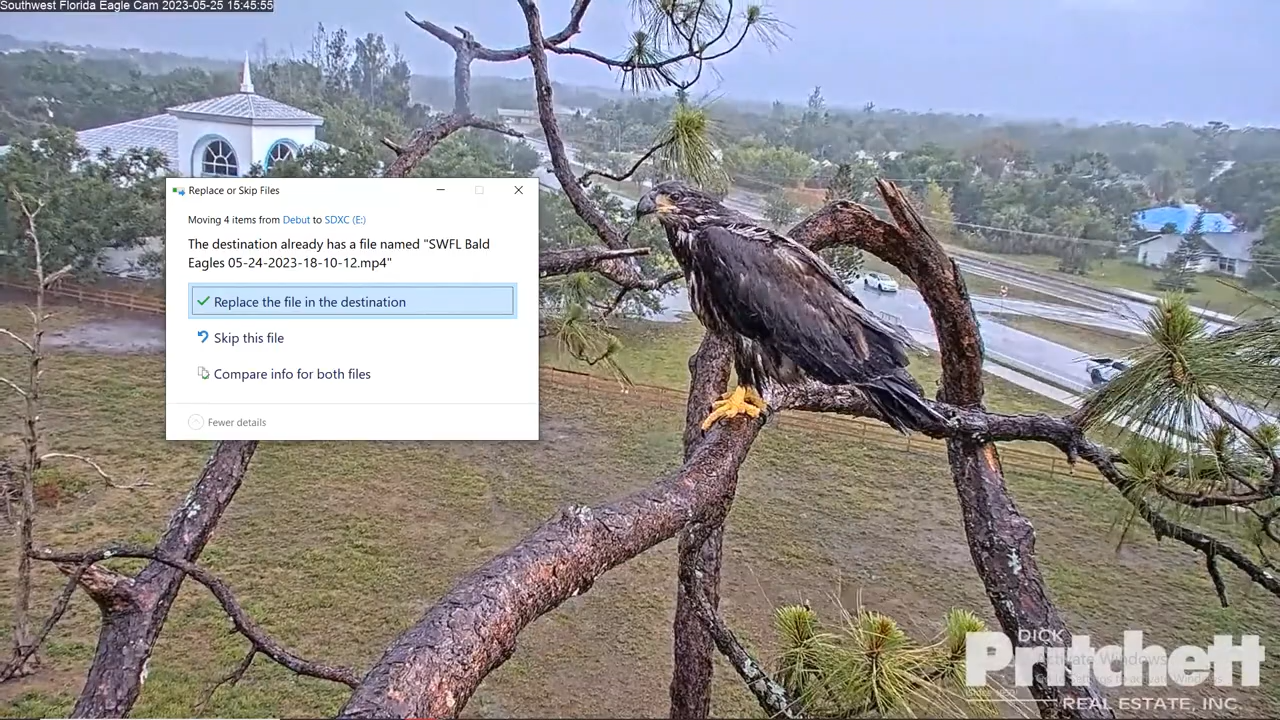 Southwest Florida Eagle Cam 2023-05-25 15:45:55
Replace or Skip Files
Moving 4 items from Debut to SDXC (E:)
The destination already has a file named "SWFL Bald
Eagles 05-24-2023-18-10-12.mp4"
Replace the file in the destination
Skip this file
Compare info for both files
Fewer details
DICK
Pritchett
REAL ESTATE, INC.
Activate Windows